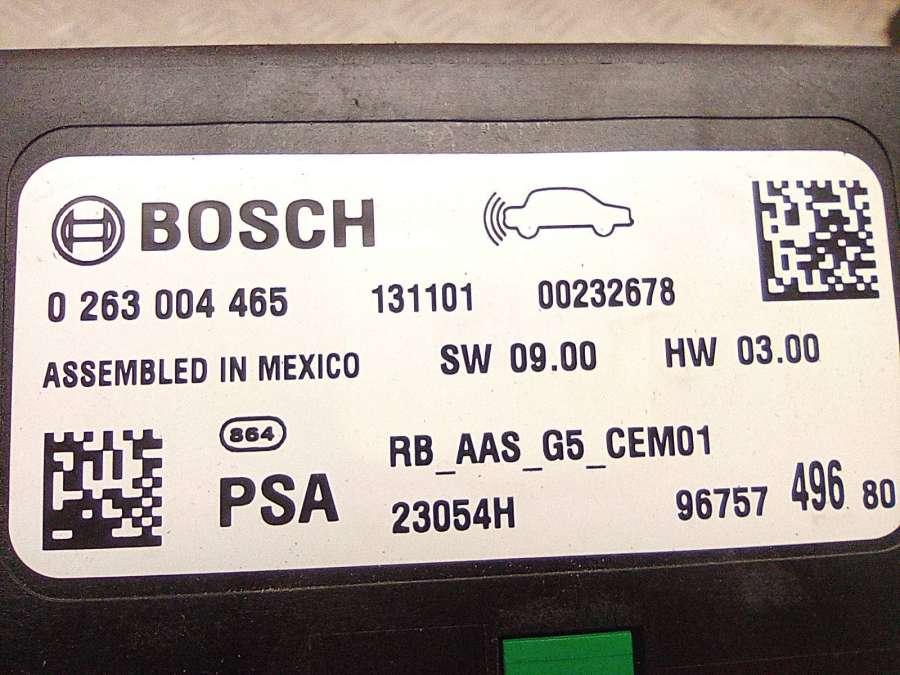 BOSCH
0 263 004 465 131101 00232678
ASSEMBLED IN MEXICO SW 09.00 HW 03.00
864 RB_AAS_G5_CEM01
PSA 23054H 96757 496 80